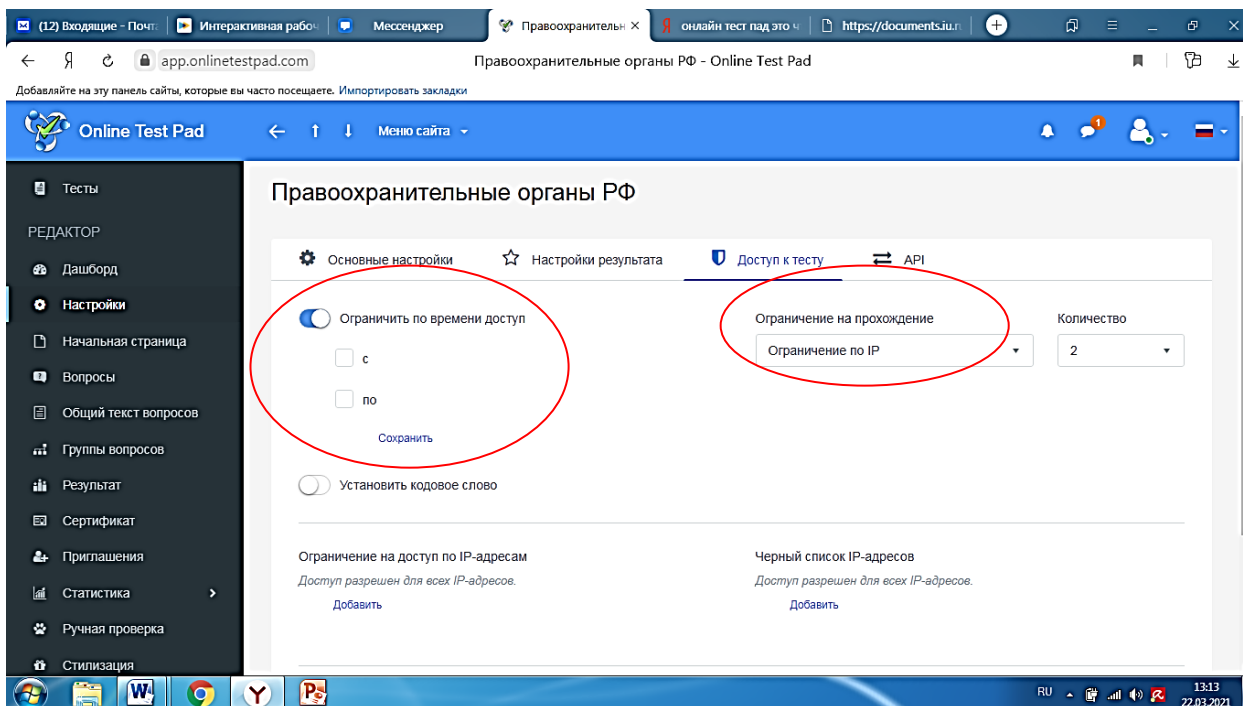 (12) Входящие - Почт
Интерактивная рабоч
Мессенджер
Правоохранительн
онлайн тест пад это ч
https://documents.iu.r
Я
app.onlinetestpad.com
Правоохранительные органы РФ - Online Test Pad
Добавляйте на эту панель сайты, которые вы часто посещаете. Импортировать закладки
Online Test Pad
Меню сайта
1
Тесты
РЕДАКТОР
Дашборд
Настройки
Начальная страница
Вопросы
Общий текст вопросов
Группы вопросов
Результат
Сертификат
Приглашения
Статистика
Ручная проверка
Стилизация
Правоохранительные органы РФ
Основные настройки
Настройки результата
Доступ к тесту
API
Ограничить по времени доступ
с
по
Сохранить
Ограничение на прохождение
Ограничение по IP
Количество
2
Установить кодовое слово
Ограничение на доступ по IP-адресам
Доступ разрешен для всех IP-адресов.
Добавить
Черный список IP-адресов
Доступ разрешен для всех IP-адресов.
Добавить
RU
13:13
22.03.2021